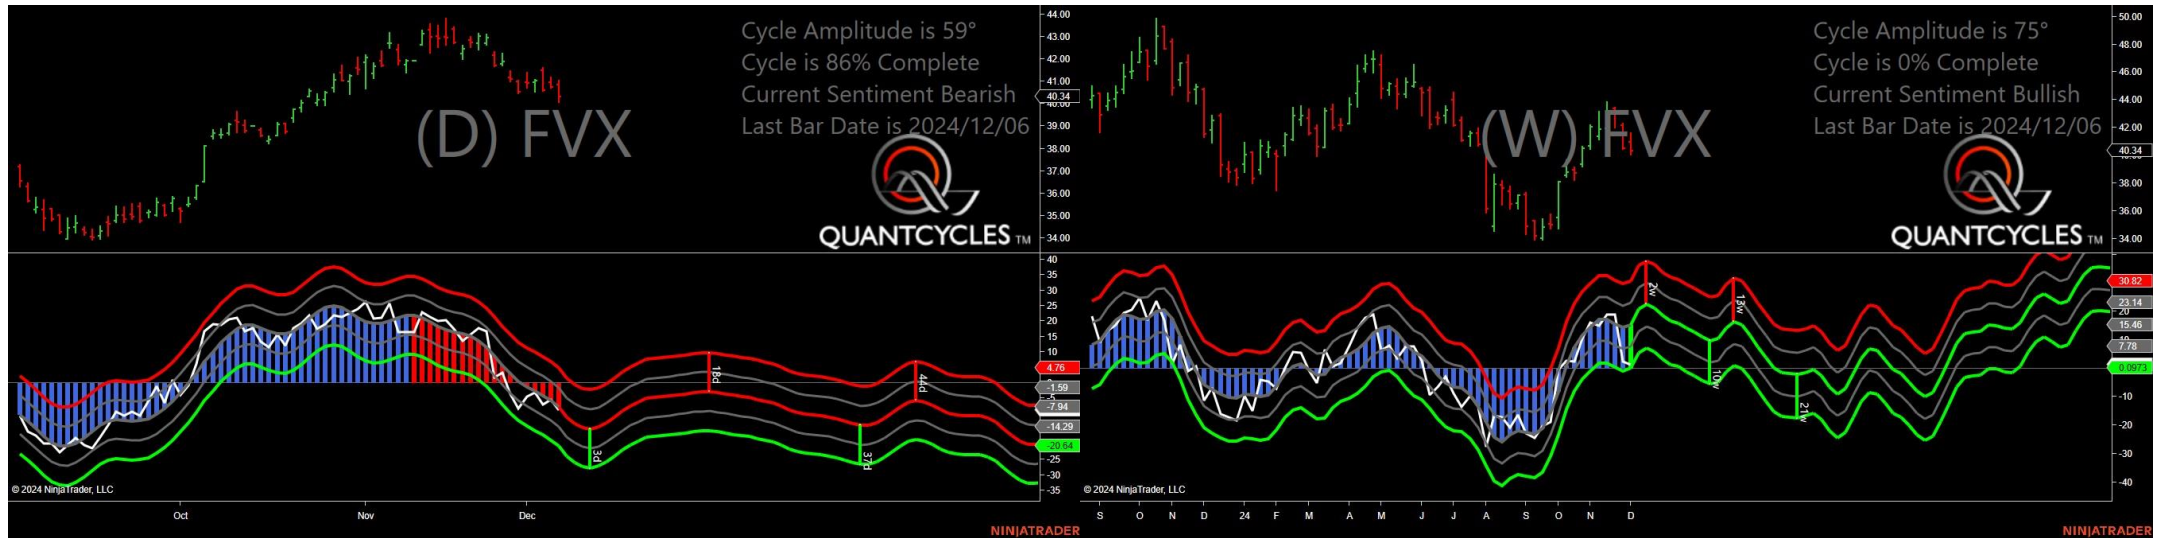 Cycle Amplitude is 59°
Cycle is 86% Complete
Current Sentiment Bearish
Last Bar Date is 2024/12/06
(D) FVX
QUANTCYCLES TM
44.00
43.00
42.00
41.00
40.34
40.00
39.00
38.00
37.00
36.00
35.00
34.00
40
35
30
25
20
15
10
4.76
-1.59
-5
-7.94
-14.29
-20.64
-25
-30
-35
3d
18d
37d
44d
© 2024 NinjaTrader, LLC
Oct Nov Dec
NINJATRADER
Cycle Amplitude is 75°
Cycle is 0% Complete
Current Sentiment Bullish
Last Bar Date is 2024/12/06
(W) FVX
QUANTCYCLES TM
50.00
48.00
46.00
44.00
42.00
40.34
38.00
36.00
34.00
30.82
23.14
20
15.46
7.78
0.0973
-10
-20
-30
-40
2w
10w
13w
21w
© 2024 NinjaTrader, LLC
S O N D 24 F M A M J J A S O N D
NINJATRADER